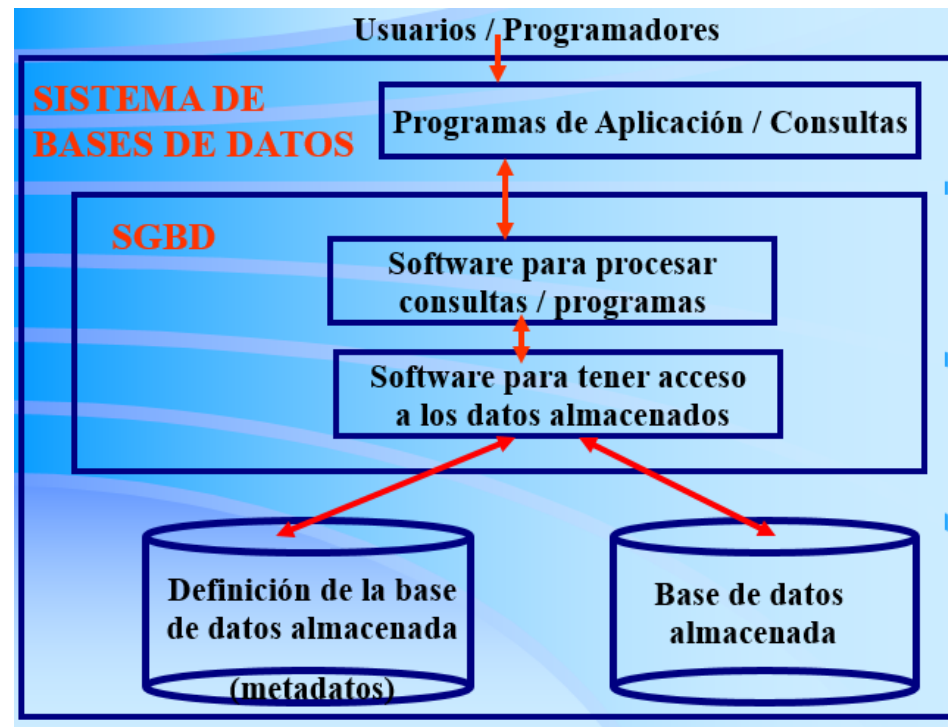 Usuarios / Programadores
SISTEMA DE
BASES DE DATOS
Programas de Aplicación / Consultas
SGBD
Software para procesar
consultas / programas
Software para tener acceso
a los datos almacenados
Definición de la base
de datos almacenada
(metadatos)
Base de datos
almacenada